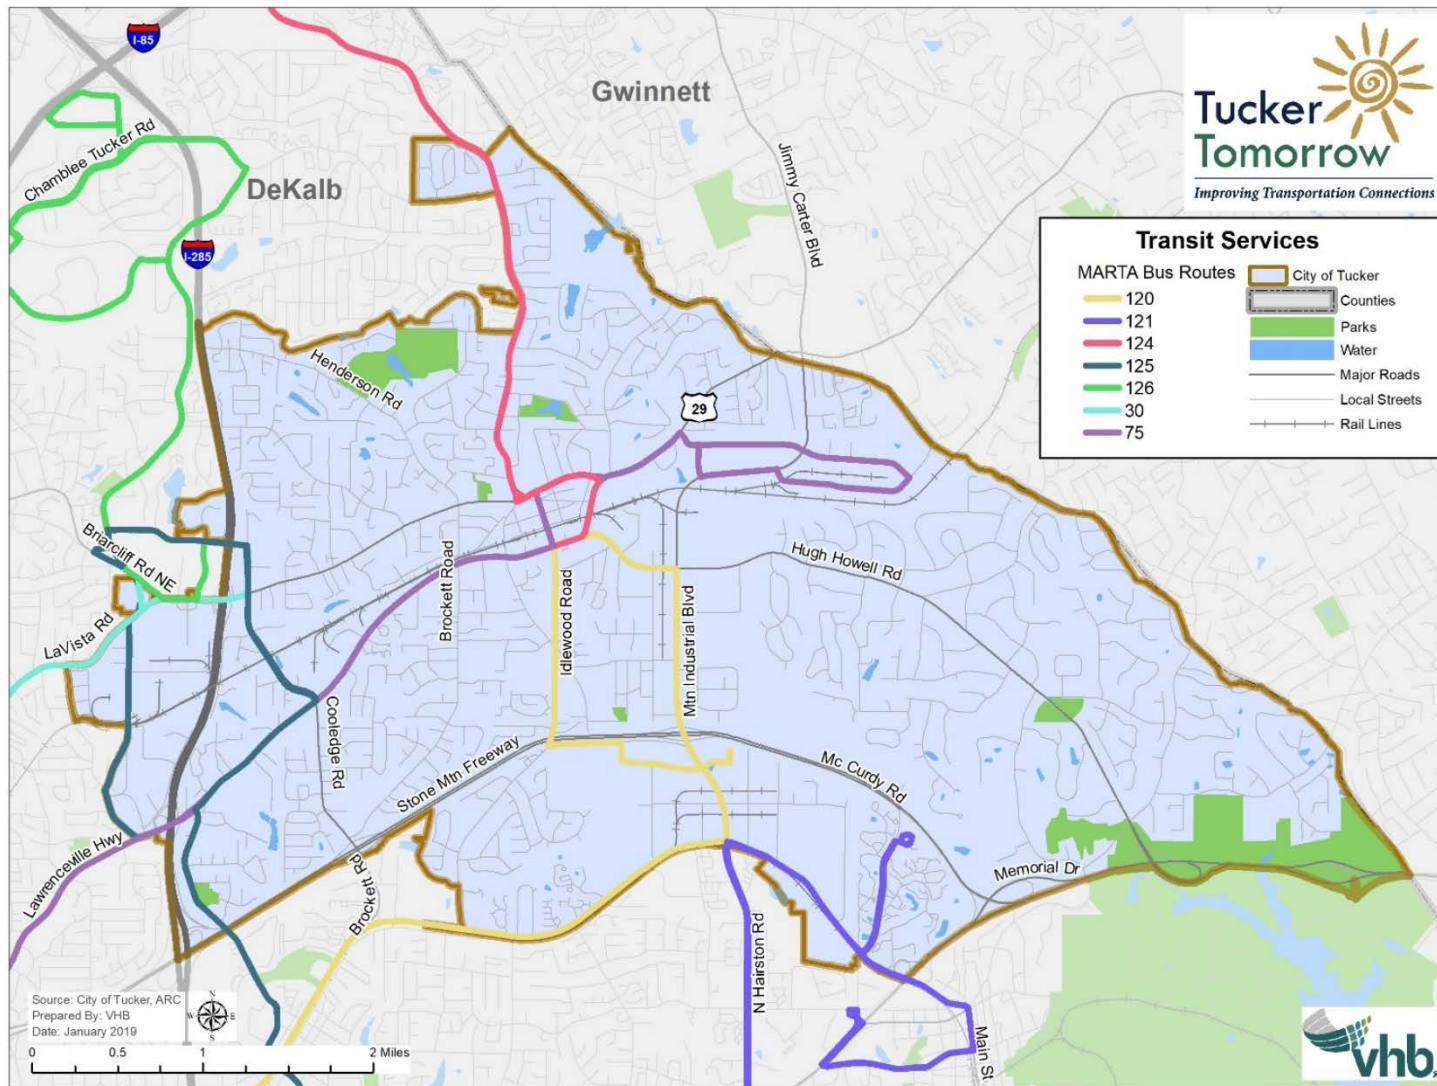 I-85
Gwinnett
Tucker
Tomorrow
Improving Transportation Connections
Chamblee Tucker Rd
DeKalb
Jimmy Carter Blvd
I-285
Transit Services
MARTA Bus Routes
120
121
124
125
126
30
75
City of Tucker
Counties
Parks
Water
Major Roads
Local Streets
Rail Lines
Henderson Rd
29
Briarcliff Rd NE
Brockett Road
Hugh Howell Rd
LaVista Rd
Idlewood Road
Mtn Industrial Blvd
Cooledge Rd
Stone Mtn Freeway
Mc Curdy Rd
Lawrenceville Hwy
Brockett Rd
Memorial Dr
N Hairston Rd
Main St
Source: City of Tucker, ARC
Prepared By: VHB
Date: January 2019
N
W E
S
0 0.5 1 2 Miles
vhb